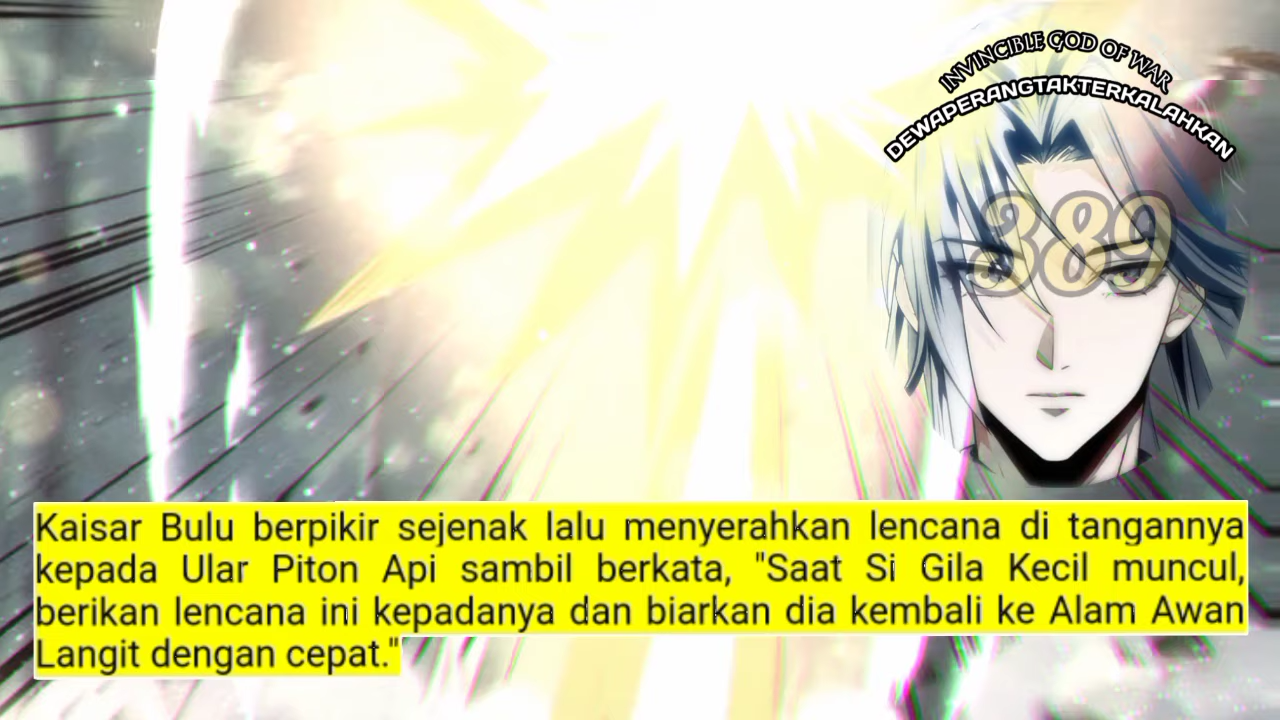 INVINCIBLE GOD OF WAR
DEWAPERANGTAKTERKALAHKAN
389
Kaisar Bulu berpikir sejenak lalu menyerahkan lencana di tangannya
kepada Ular Piton Api sambil berkata, "Saat Si Gila Kecil muncul,
berikan lencana ini kepadanya dan biarkan dia kembali ke Alam Awan
Langit dengan cepat."